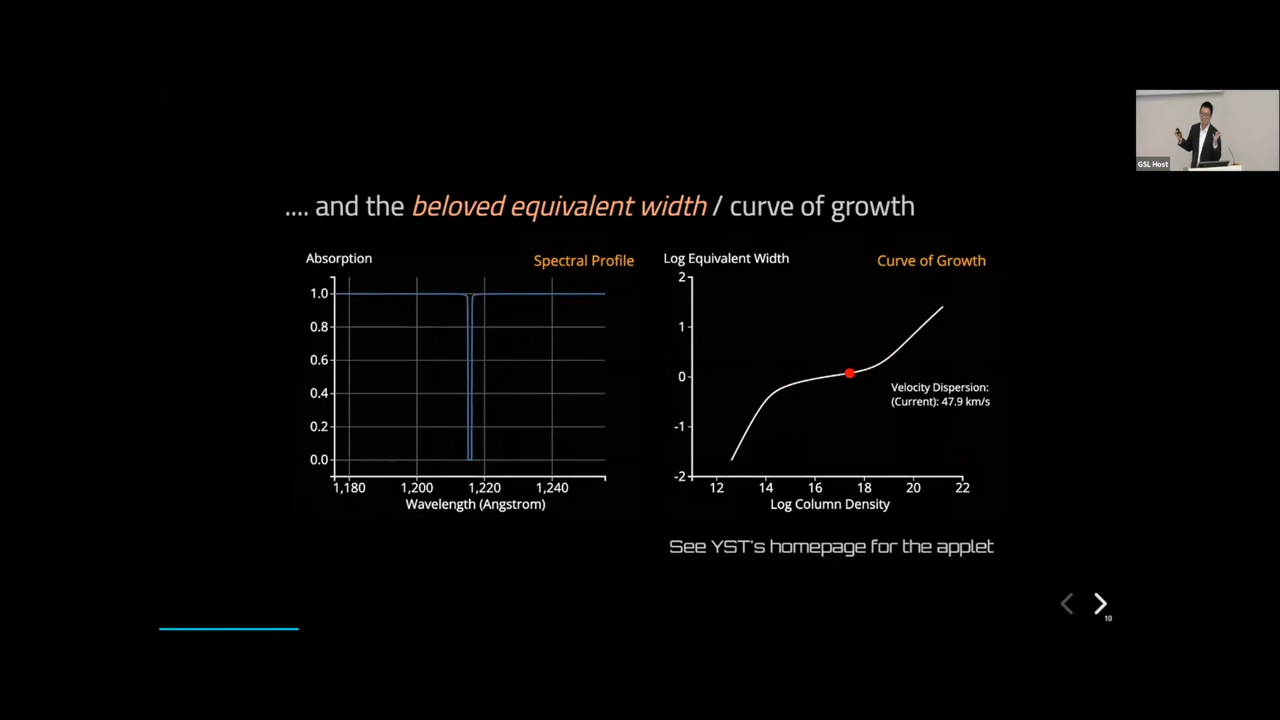 GSL Host
.... and the beloved equivalent width / curve of growth
Absorption
Spectral Profile
1.0
0.8
0.6
0.4
0.2
0.0
1,180 1,200 1,220 1,240
Wavelength (Angstrom)
Log Equivalent Width
Curve of Growth
2
1
0
-1
-2
Velocity Dispersion:
(Current): 47.9 km/s
12 14 16 18 20 22
Log Column Density
See YST's homepage for the applet
10